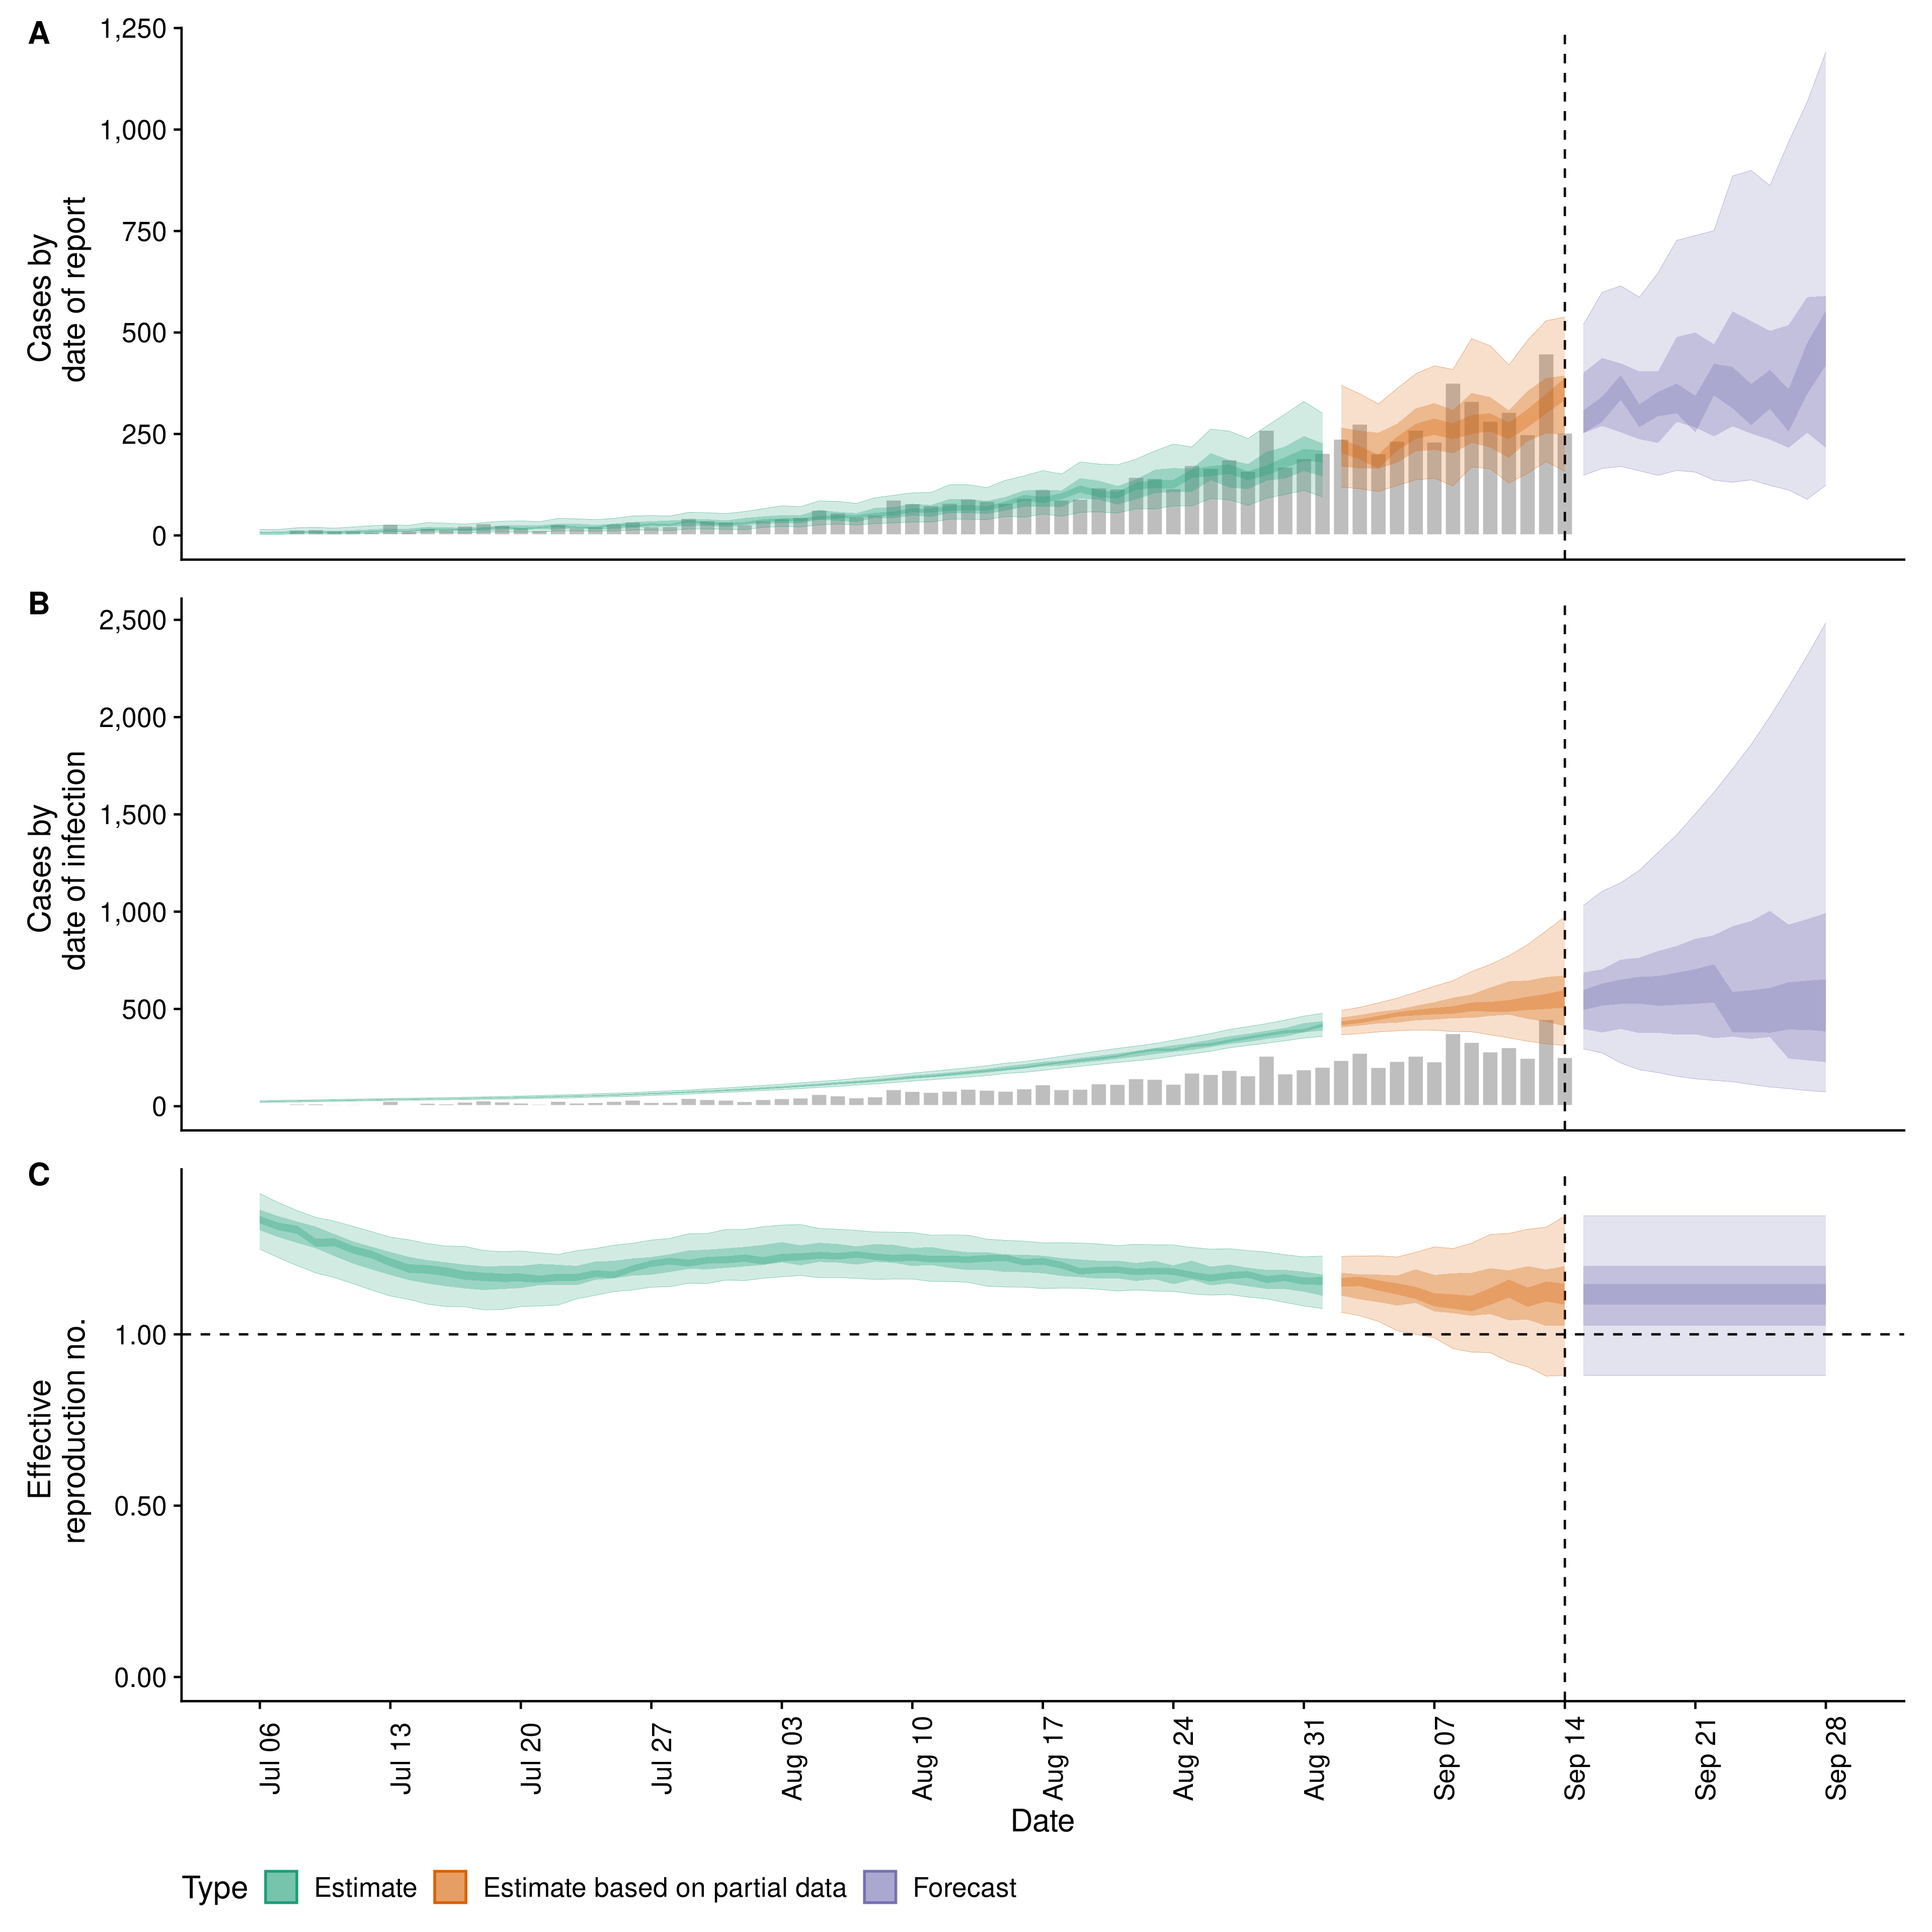 A
1,250
1,000
750
500
250
0
Cases by
date of report
B
2,500
2,000
1,500
1,000
500
0
Cases by
date of infection
C
1.00
0.50
0.00
Effective
reproduction no.
Jul 06
Jul 13
Jul 20
Jul 27
Aug 03
Aug 10
Aug 17
Aug 24
Aug 31
Sep 07
Sep 14
Sep 21
Sep 28
Date
Type Estimate Estimate based on partial data Forecast